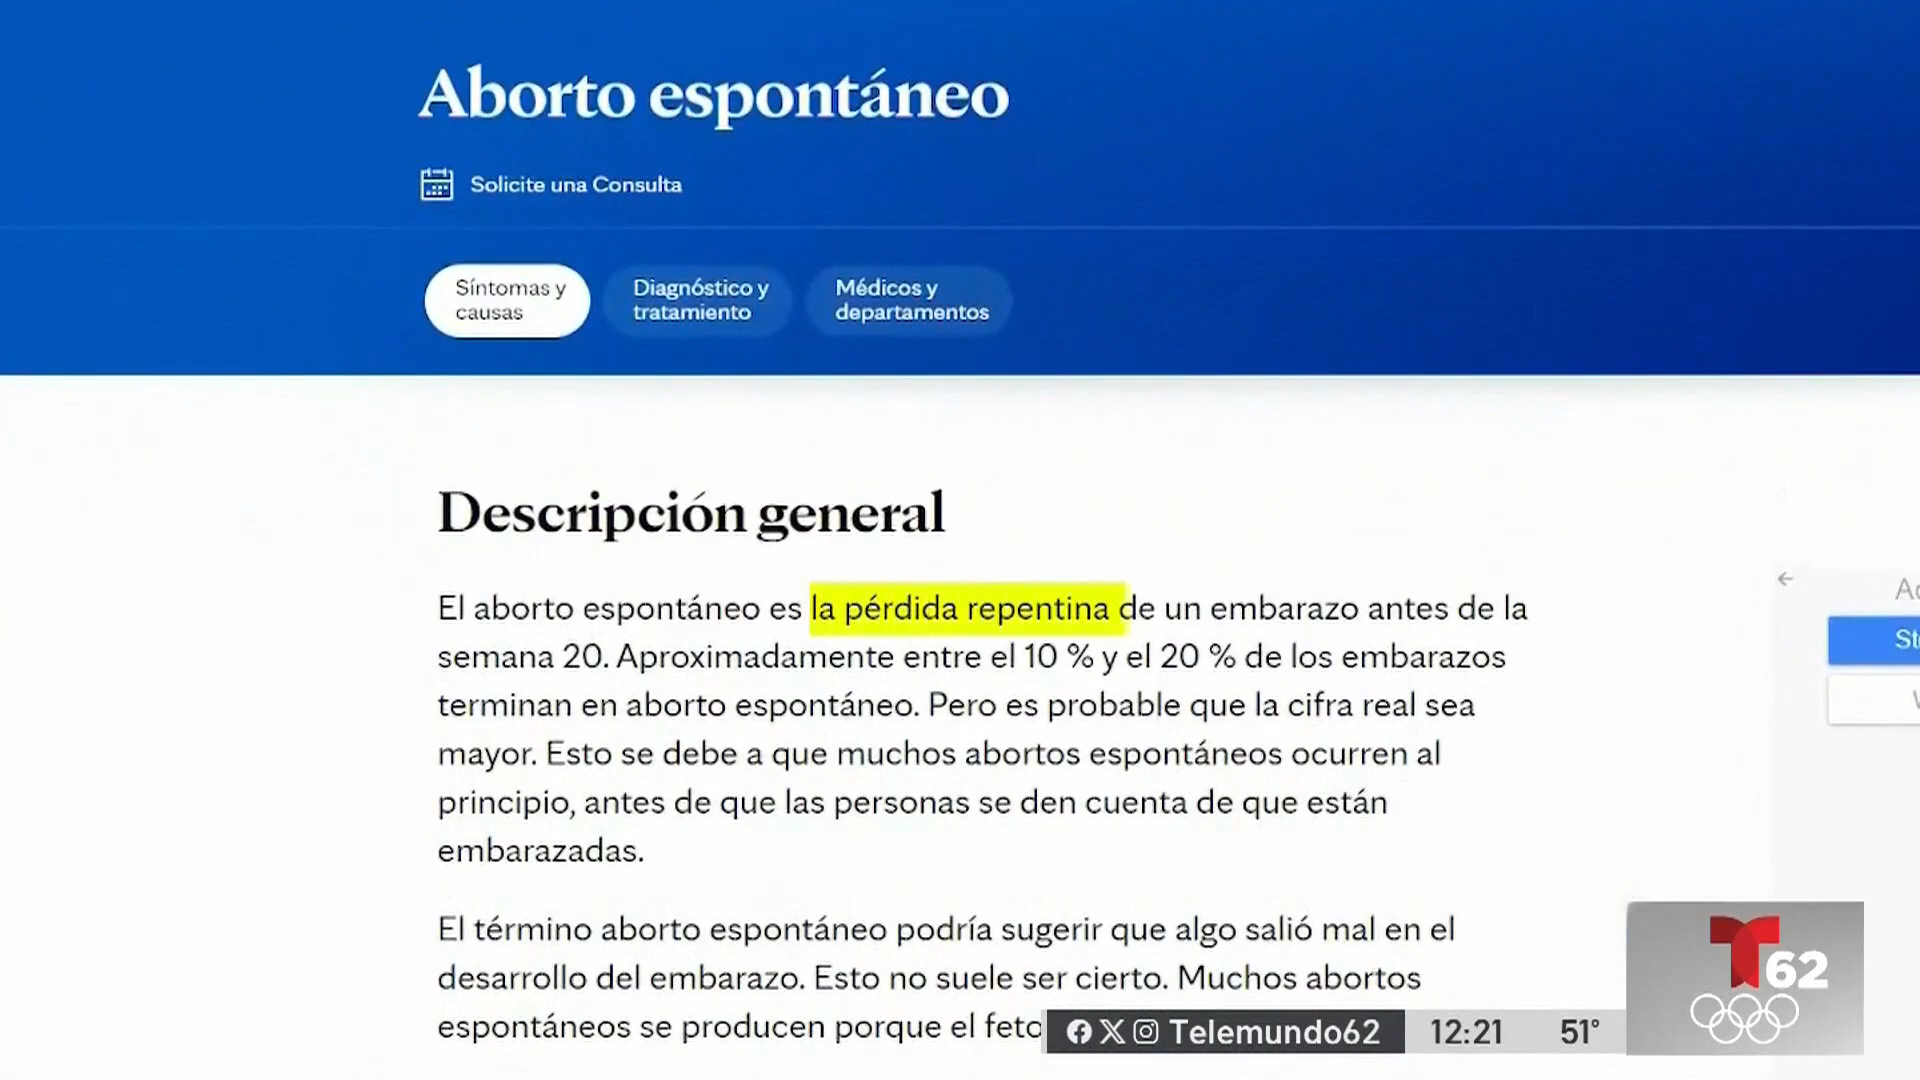 Aborto espontáneo
Solicite una Consulta
Síntomas y
causas
Diagnóstico y
tratamiento
Médicos y
departamentos
Descripción general
El aborto espontáneo es la pérdida repentina de un embarazo antes de la
semana 20. Aproximadamente entre el 10 % y el 20 % de los embarazos
terminan en aborto espontáneo. Pero es probable que la cifra real sea
mayor. Esto se debe a que muchos abortos espontáneos ocurren al
principio, antes de que las personas se den cuenta de que están
embarazadas.
El término aborto espontáneo podría sugerir que algo salió mal en el
desarrollo del embarazo. Esto no suele ser cierto. Muchos abortos
espontáneos se producen porque el feto
Telemundo62 12:21 51°
62